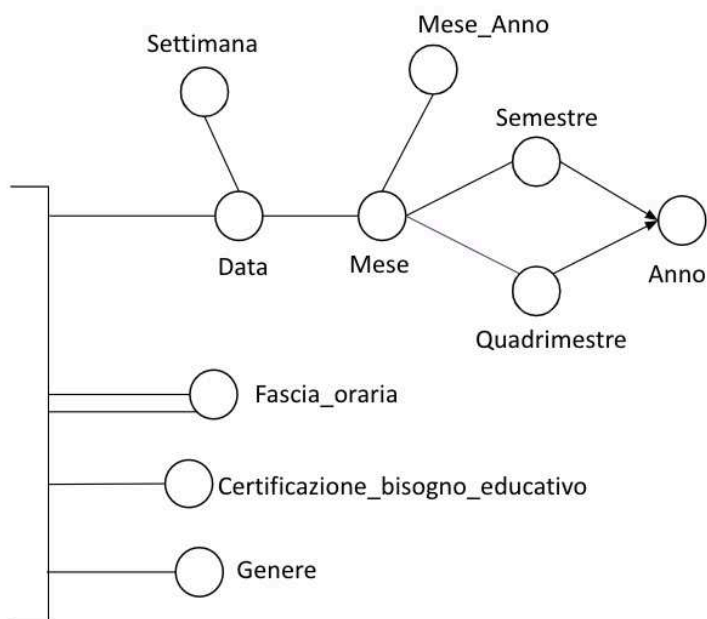 Mese_Anno
Settimana
Semestre
Data
Mese
Anno
Quadrimestre
Fascia_oraria
Certificazione_bisogno_educativo
Genere